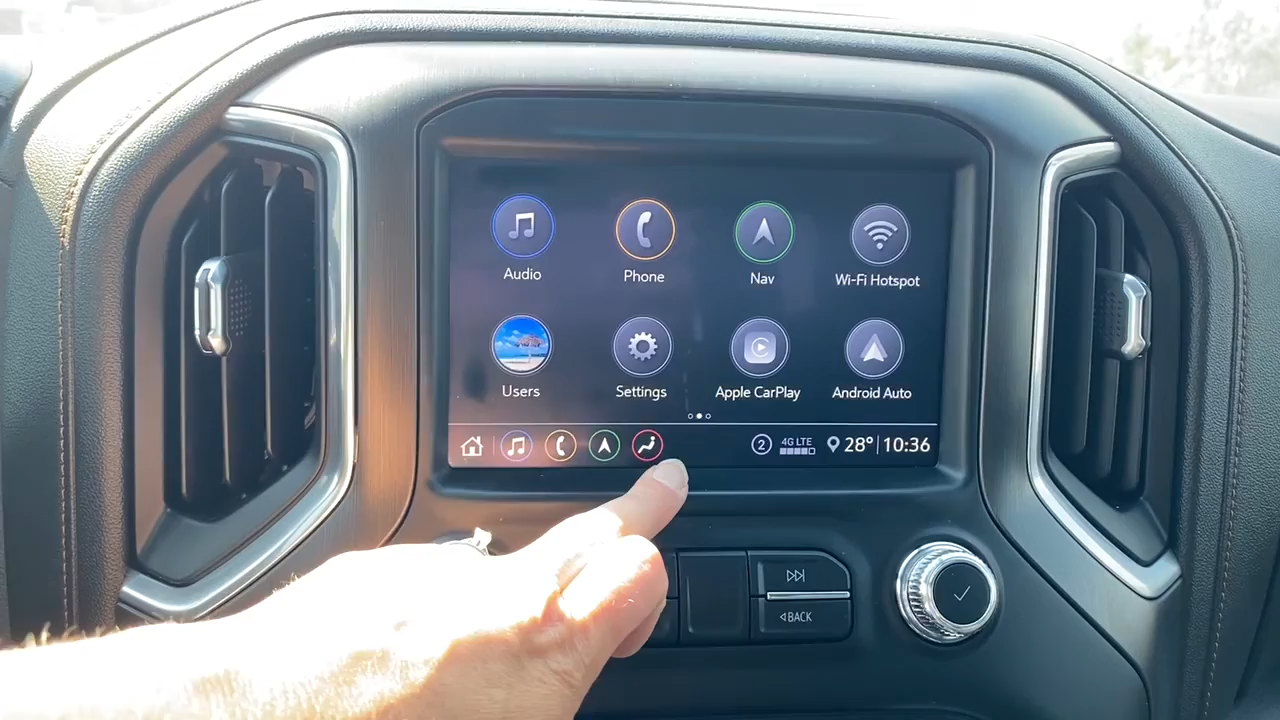 Audio Phone Nav Wi-Fi Hotspot
Users Settings Apple CarPlay Android Auto
2 4G LTE 28° 10:36
BACK